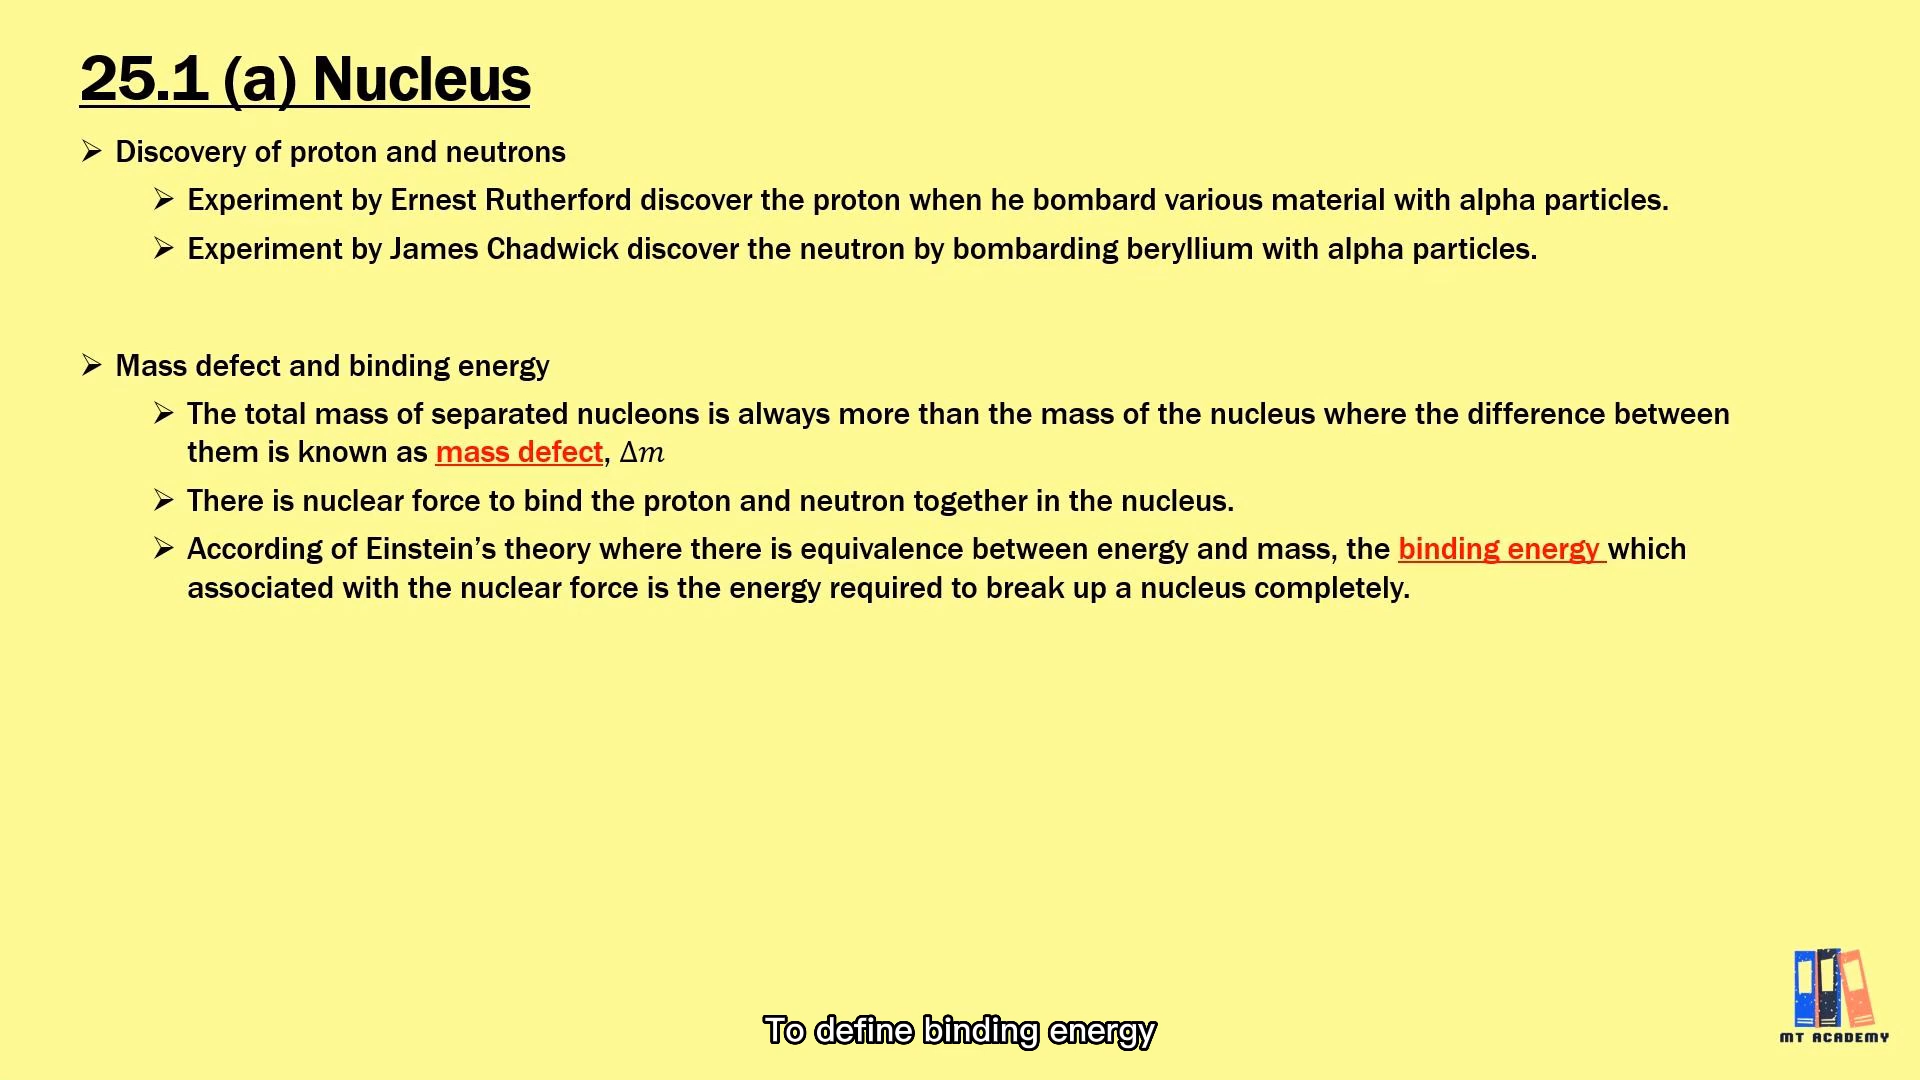 25.1 (a) Nucleus
➢ Discovery of proton and neutrons
➢ Experiment by Ernest Rutherford discover the proton when he bombard various material with alpha particles.
➢ Experiment by James Chadwick discover the neutron by bombarding beryllium with alpha particles.
➢ Mass defect and binding energy
➢ The total mass of separated nucleons is always more than the mass of the nucleus where the difference between
them is known as mass defect, Δm
➢ There is nuclear force to bind the proton and neutron together in the nucleus.
➢ According of Einstein’s theory where there is equivalence between energy and mass, the binding energy which
associated with the nuclear force is the energy required to break up a nucleus completely.
To define binding energy
MT ACADEMY